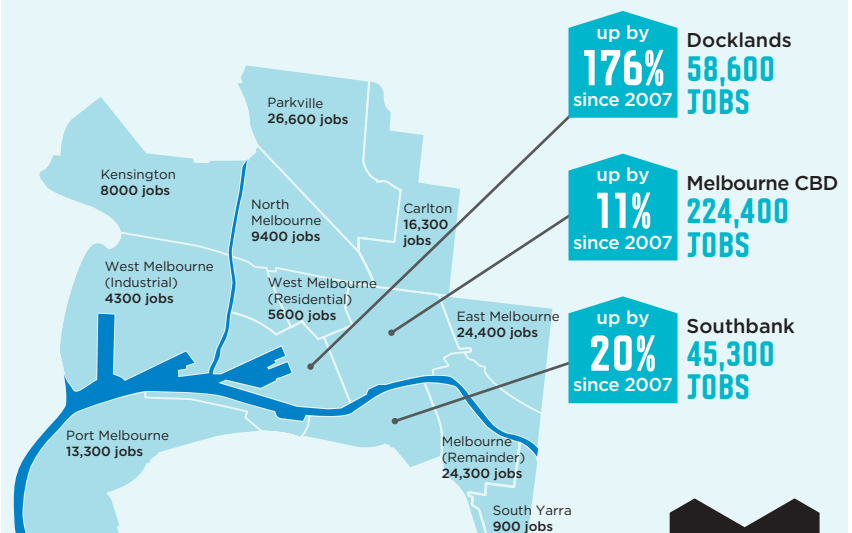 up by
176%
since 2007
Docklands
58,600
JOBS
Parkville
26,600 jobs
Kensington
8000 jobs
up by
11%
since 2007
Melbourne CBD
224,400
JOBS
North
Melbourne
9400 jobs
Carlton
16,300
jobs
West Melbourne
(Industrial)
4300 jobs
West Melbourne
(Residential)
5600 jobs
East Melbourne
24,400 jobs
up by
20%
since 2007
Southbank
45,300
JOBS
Port Melbourne
13,300 jobs
Melbourne
(Remainder)
24,300 jobs
South Yarra
900 jobs